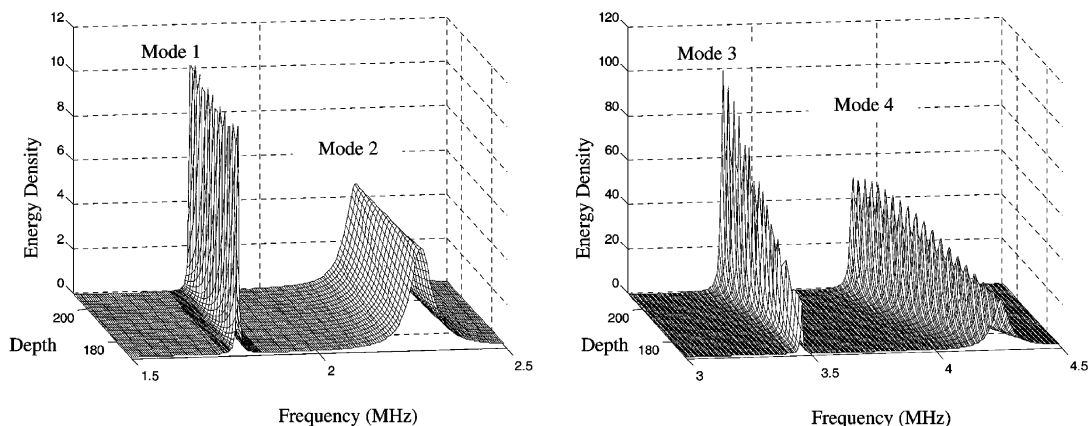 12
10
8
6
4
2
0
Energy Density
Mode 1
Mode 2
200
180
Depth
1.5
2
2.5
Frequency (MHz)
120
100
80
60
40
20
0
Energy Density
Mode 3
Mode 4
200
180
Depth
3
3.5
4
4.5
Frequency (MHz)